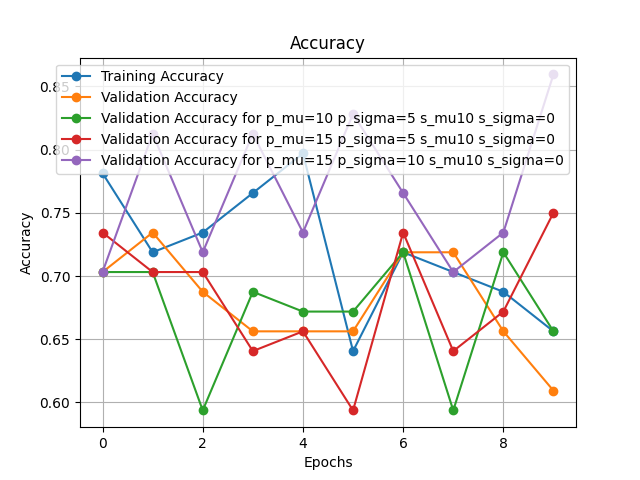 Accuracy
Training Accuracy
Validation Accuracy
Validation Accuracy for p_mu=10 p_sigma=5 s_mu10 s_sigma=0
Validation Accuracy for p_mu=15 p_sigma=5 s_mu10 s_sigma=0
Validation Accuracy for p_mu=15 p_sigma=10 s_mu10 s_sigma=0
0.85
0.80
0.75
0.70
0.65
0.60
Accuracy
0 2 4 6 8
Epochs